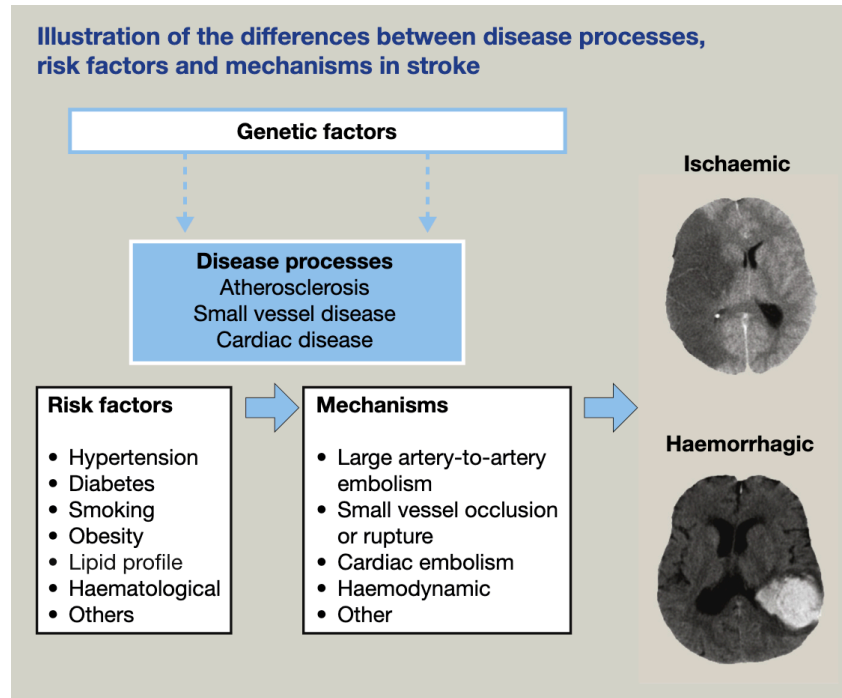 Illustration of the differences between disease processes,
risk factors and mechanisms in stroke
Genetic factors
Disease processes
Atherosclerosis
Small vessel disease
Cardiac disease
Risk factors
• Hypertension
• Diabetes
• Smoking
• Obesity
• Lipid profile
• Haematological
• Others
Mechanisms
• Large artery-to-artery
embolism
• Small vessel occlusion
or rupture
• Cardiac embolism
• Haemodynamic
• Other
Ischaemic
Haemorrhagic